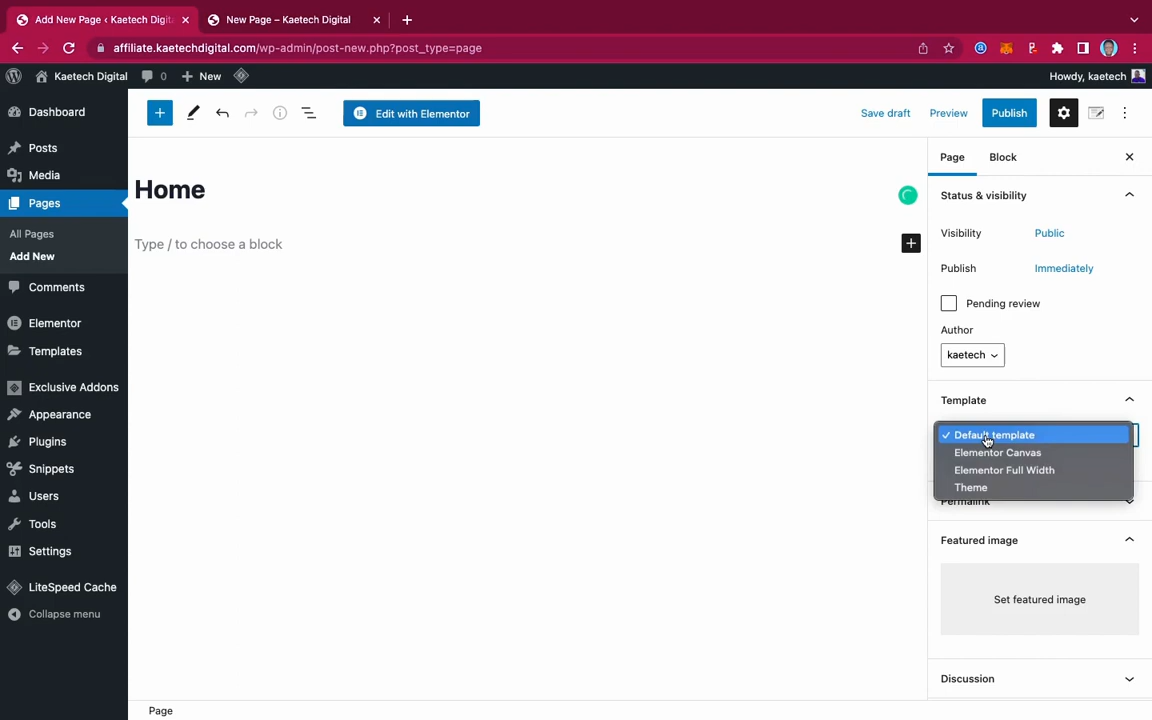 Add New Page ‹ Kaetech Digit
New Page – Kaetech Digital
affiliate.kaetechdigital.com/wp-admin/post-new.php?post_type=page
Kaetech Digital
0
New
Howdy, kaetech
Dashboard
Posts
Media
Pages
All Pages
Add New
Comments
Elementor
Templates
Exclusive Addons
Appearance
Plugins
Snippets
Users
Tools
Settings
LiteSpeed Cache
Collapse menu
Edit with Elementor
Save draft
Preview
Publish
Home
Type / to choose a block
Page
Block
Status & visibility
Visibility
Public
Publish
Immediately
Pending review
Author
kaetech
Template
Default template
Elementor Canvas
Elementor Full Width
Theme
Permalink
Featured image
Set featured image
Discussion
Page